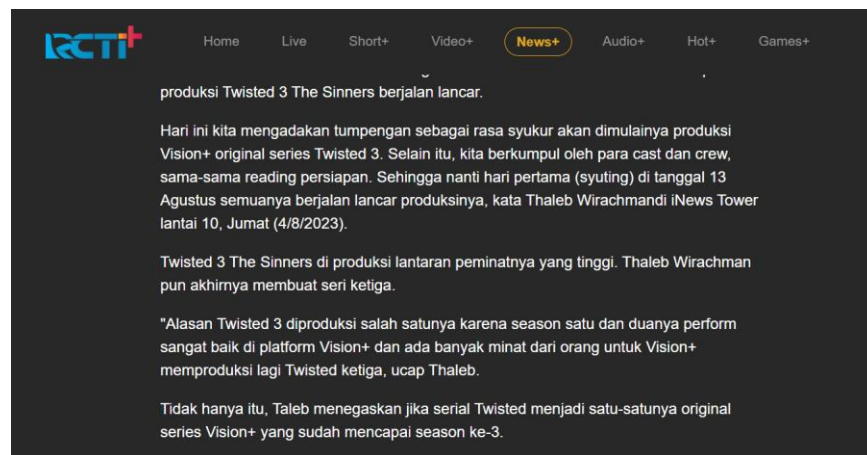 RCTI+
Home Live Short+ Video+ News+ Audio+ Hot+ Games+
produksi Twisted 3 The Sinners berjalan lancar.
Hari ini kita mengadakan tumpengan sebagai rasa syukur akan dimulainya produksi
Vision+ original series Twisted 3. Selain itu, kita berkumpul oleh para cast dan crew,
sama-sama reading persiapan. Sehingga nanti hari pertama (syuting) di tanggal 13
Agustus semuanya berjalan lancar produksinya, kata Thaleb Wirachmandi iNews Tower
lantai 10, Jumat (4/8/2023).
Twisted 3 The Sinners di produksi lantaran peminatnya yang tinggi. Thaleb Wirachman
pun akhirnya membuat seri ketiga.
"Alasan Twisted 3 diproduksi salah satunya karena season satu dan duanya perform
sangat baik di platform Vision+ dan ada banyak minat dari orang untuk Vision+
memproduksi lagi Twisted ketiga, ucap Thaleb.
Tidak hanya itu, Taleb menegaskan jika serial Twisted menjadi satu-satunya original
series Vision+ yang sudah mencapai season ke-3.